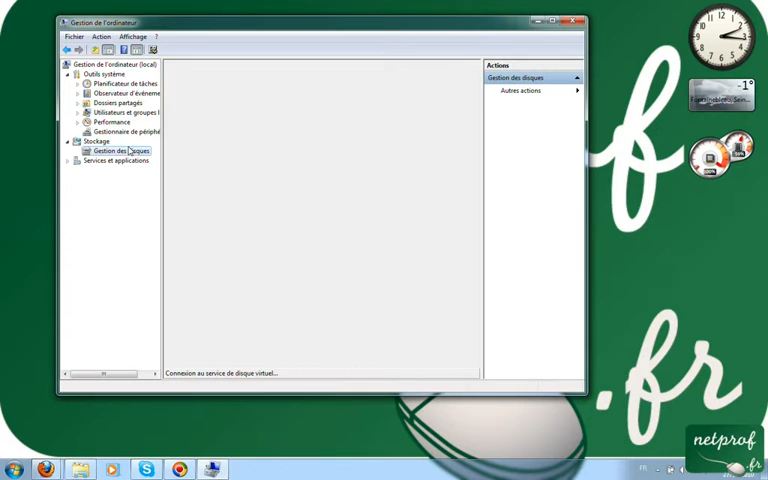 Gestion de l'ordinateur
Fichier Action Affichage ?
Gestion de l'ordinateur (local)
Outils système
Planificateur de tâches
Observateur d'événeme
Dossiers partagés
Utilisateurs et groupes l
Performance
Gestionnaire de périphé
Stockage
Gestion des disques
Services et applications
Actions
Gestion des disques
Autres actions
Connexion au service de disque virtuel...
-1°
100%
f
.fr
netprof
.fr
FR